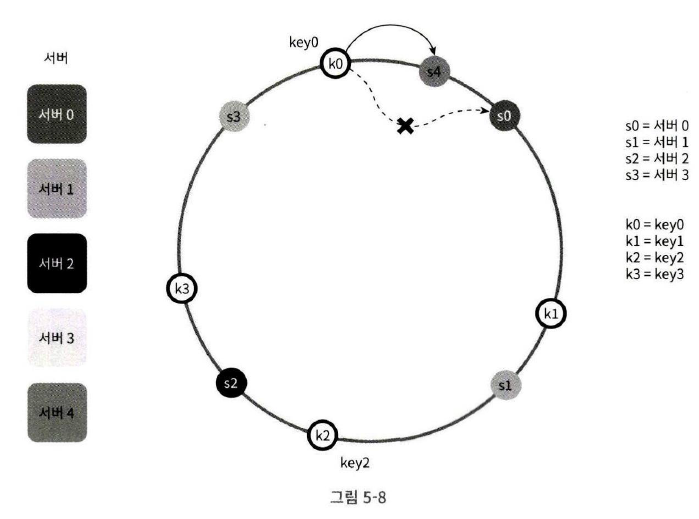 서버
서버 0
서버 1
서버 2
서버 3
서버 4
key0
k0
s4
s0
s3
k3
k1
s2
s1
k2
key2
s0 = 서버 0
s1 = 서버 1
s2 = 서버 2
s3 = 서버 3
k0 = key0
k1 = key1
k2 = key2
k3 = key3
그림 5-8